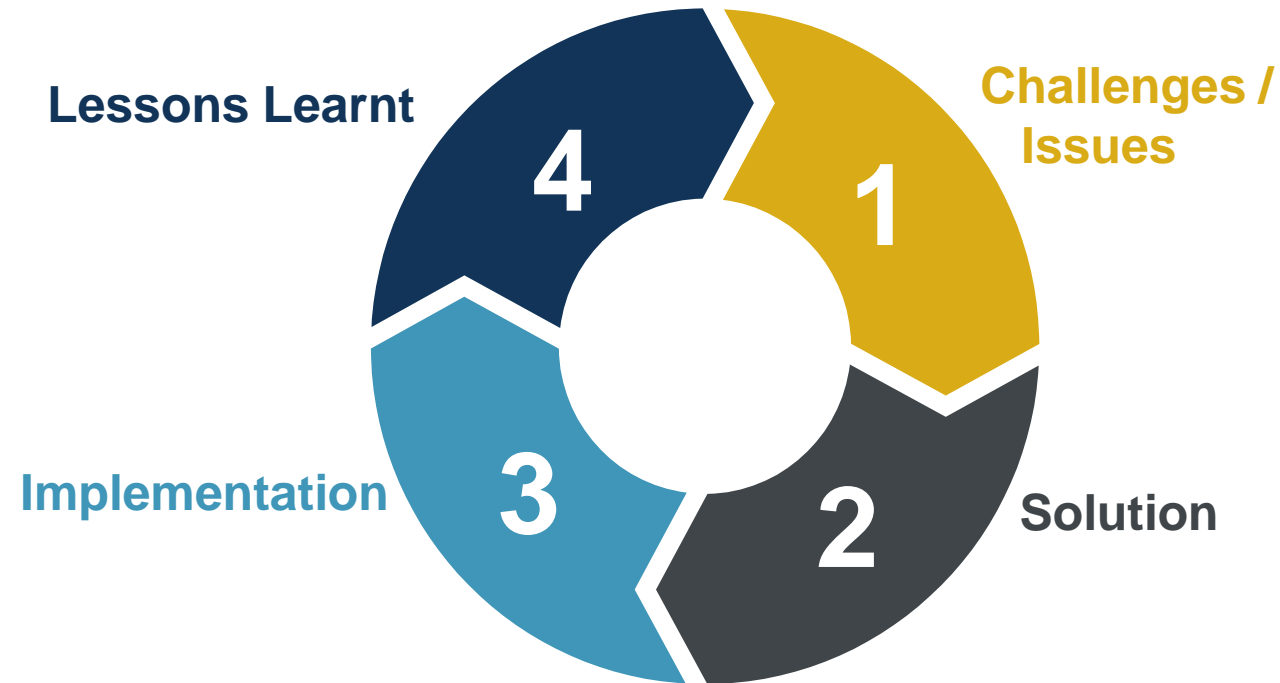 Challenges /
Issues
1
Solution
2
Implementation
3
Lessons Learnt
4